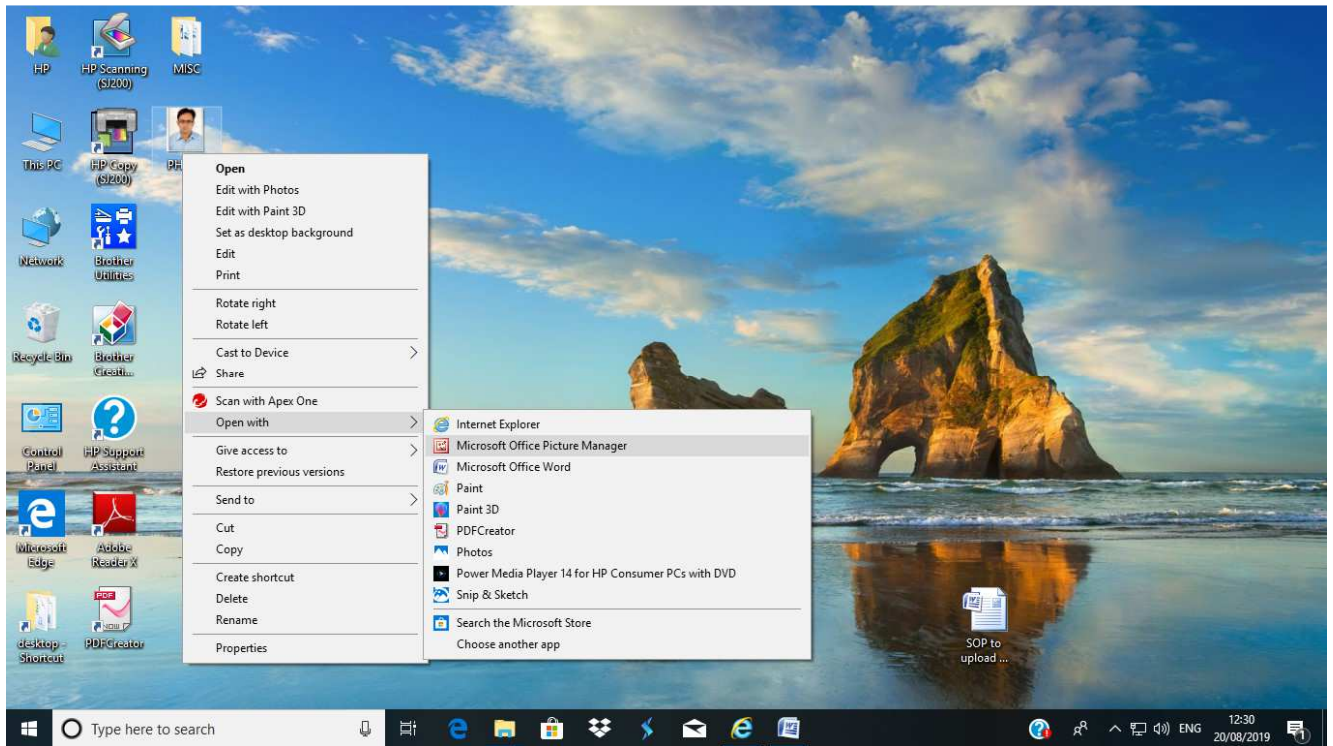 HP
HP Scanning
(SJ200)
MISC
This PC
HP Copy
(SJ200)
PH
Network
Brother
Utilities
Recycle Bin
Brother
Creati...
Control
Panel
HP Support
Assistant
Microsoft
Edge
Adobe
Reader X
desktop -
Shortcut
PDF
PDFCreator
Open
Edit with Photos
Edit with Paint 3D
Set as desktop background
Edit
Print
Rotate right
Rotate left
Cast to Device
Share
Scan with Apex One
Open with
Give access to
Restore previous versions
Send to
Cut
Copy
Create shortcut
Delete
Rename
Properties
Internet Explorer
Microsoft Office Picture Manager
Microsoft Office Word
Paint
Paint 3D
PDFCreator
Photos
Power Media Player 14 for HP Consumer PCs with DVD
Snip & Sketch
Search the Microsoft Store
Choose another app
SOP to
upload ...
Type here to search
ENG
12:30
20/08/2019
1